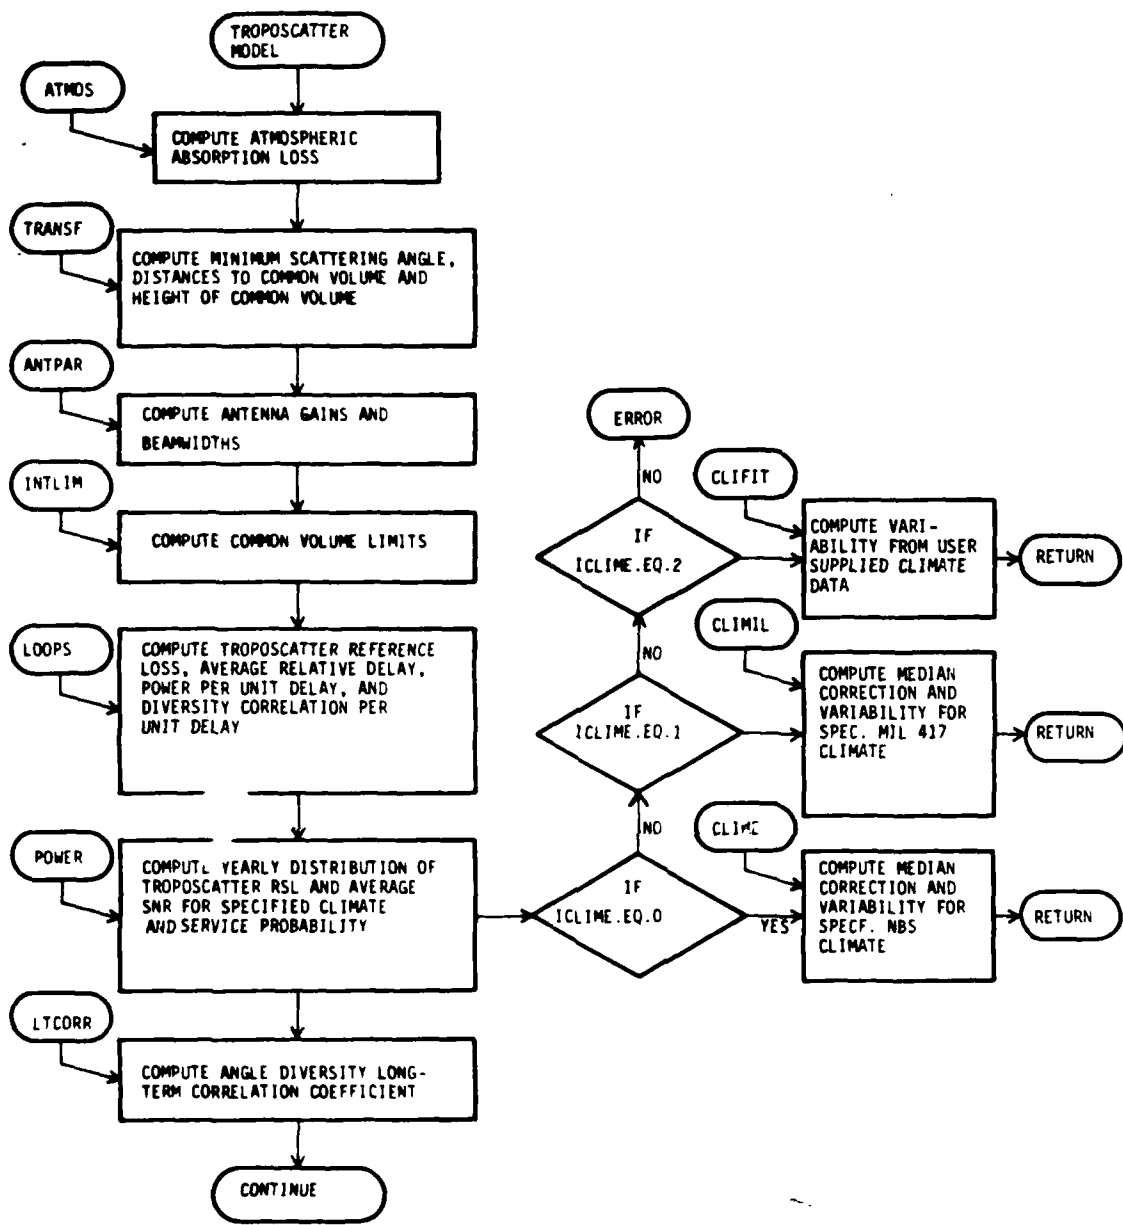 TROPOSCATTER
MODEL
ATMOS
COMPUTE ATMOSPHERIC
ABSORPTION LOSS
TRANSF
COMPUTE MINIMUM SCATTERING ANGLE,
DISTANCES TO COMMON VOLUME AND
HEIGHT OF COMMON VOLUME
ANTPAR
COMPUTE ANTENNA GAINS AND
BEAMWIDTHS
INTLIM
COMPUTE COMMON VOLUME LIMITS
LOOPS
COMPUTE TROPOSCATTER REFERENCE
LOSS, AVERAGE RELATIVE DELAY,
POWER PER UNIT DELAY, AND
DIVERSITY CORRELATION PER
UNIT DELAY
POWER
COMPUTE YEARLY DISTRIBUTION OF
TROPOSCATTER RSL AND AVERAGE
SNR FOR SPECIFIED CLIMATE
AND SERVICE PROBABILITY
LTCORR
COMPUTE ANGLE DIVERSITY LONG-
TERM CORRELATION COEFFICIENT
CONTINUE
ERROR
NO
IF
ICLIME.EQ.2
CLIFIT
COMPUTE VARI-
ABILITY FROM USER
SUPPLIED CLIMATE
DATA
RETURN
NO
IF
ICLIME.EQ.1
CLIMIL
COMPUTE MEDIAN
CORRECTION AND
VARIABILITY FOR
SPEC. MIL 417
CLIMATE
RETURN
NO
IF
ICLIME.EQ.0
YES
CLIME
COMPUTE MEDIAN
CORRECTION AND
VARIABILITY FOR
SPECF. NBS
CLIMATE
RETURN